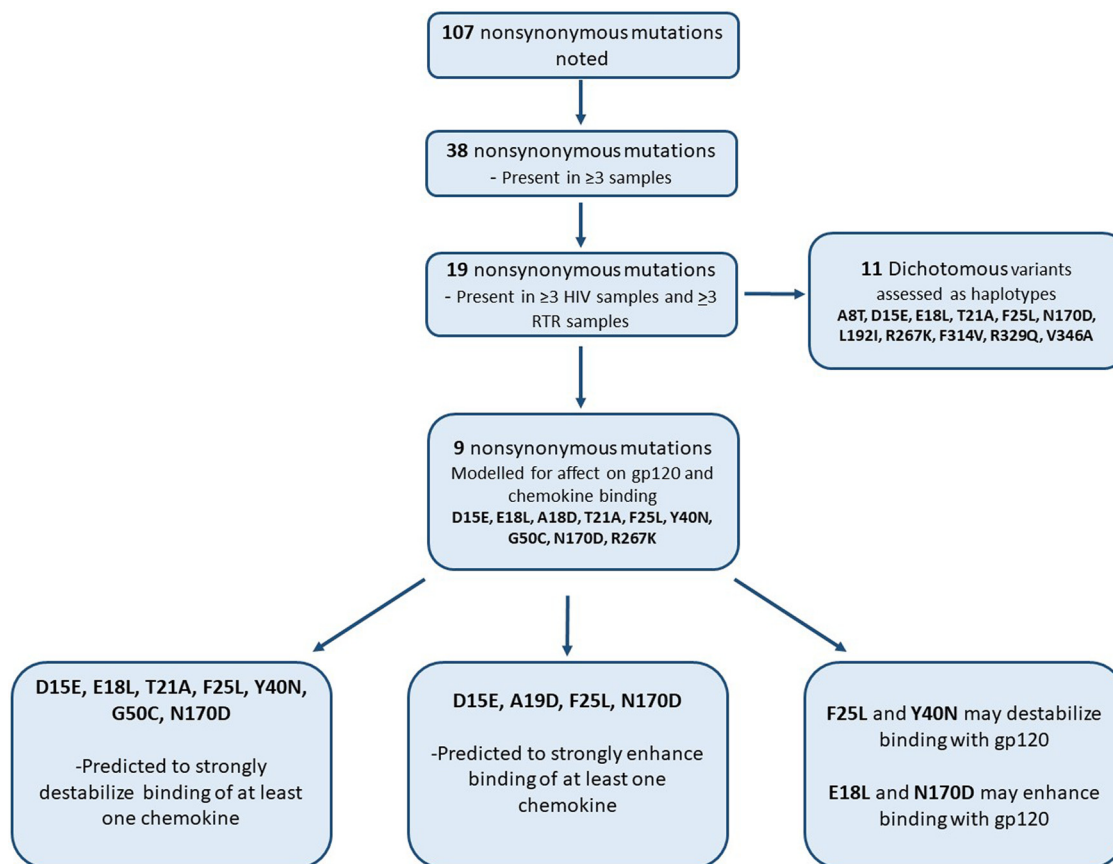 107 nonsynonymous mutations
noted
38 nonsynonymous mutations
- Present in ≥3 samples
19 nonsynonymous mutations
- Present in ≥3 HIV samples and ≥3
RTR samples
11 Dichotomous variants
assessed as haplotypes
A8T, D15E, E18L, T21A, F25L, N170D,
L192I, R267K, F314V, R329Q, V346A
9 nonsynonymous mutations
Modelled for affect on gp120 and
chemokine binding
D15E, E18L, A18D, T21A, F25L, Y40N,
G50C, N170D, R267K
D15E, E18L, T21A, F25L, Y40N,
G50C, N170D
-Predicted to strongly
destabilize binding of at least
one chemokine
D15E, A19D, F25L, N170D
-Predicted to strongly enhance
binding of at least one
chemokine
F25L and Y40N may destabilize
binding with gp120
E18L and N170D may enhance
binding with gp120